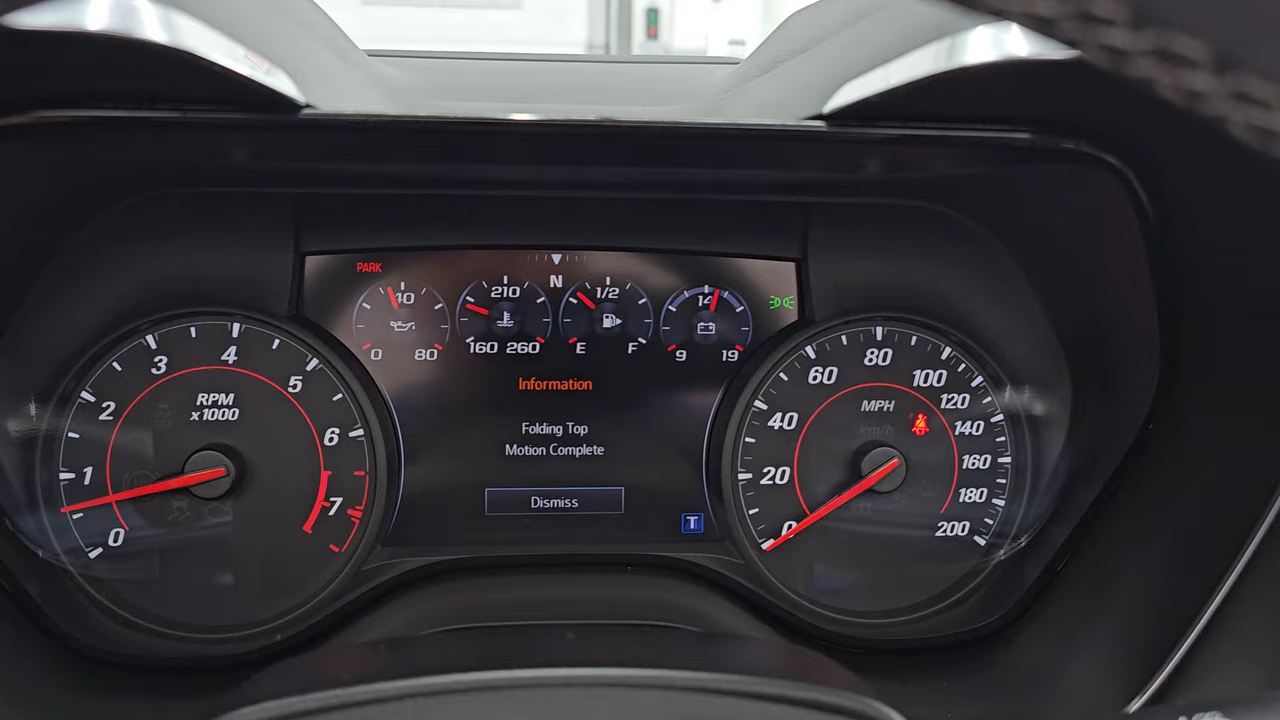 PARK
N
40
0 80
210
160 260
1/2
E F
14
9 19
Information
Folding Top
Motion Complete
Dismiss
T
RPM
x1000
0
1
2
3
4
5
6
7
MPH
km/h
0
20
40
60
80
100
120
140
160
180
200